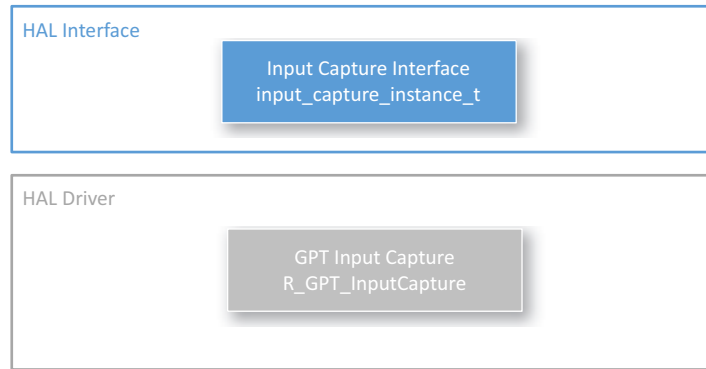 HAL Interface
Input Capture Interface
input_capture_instance_t
HAL Driver
GPT Input Capture
R_GPT_InputCapture